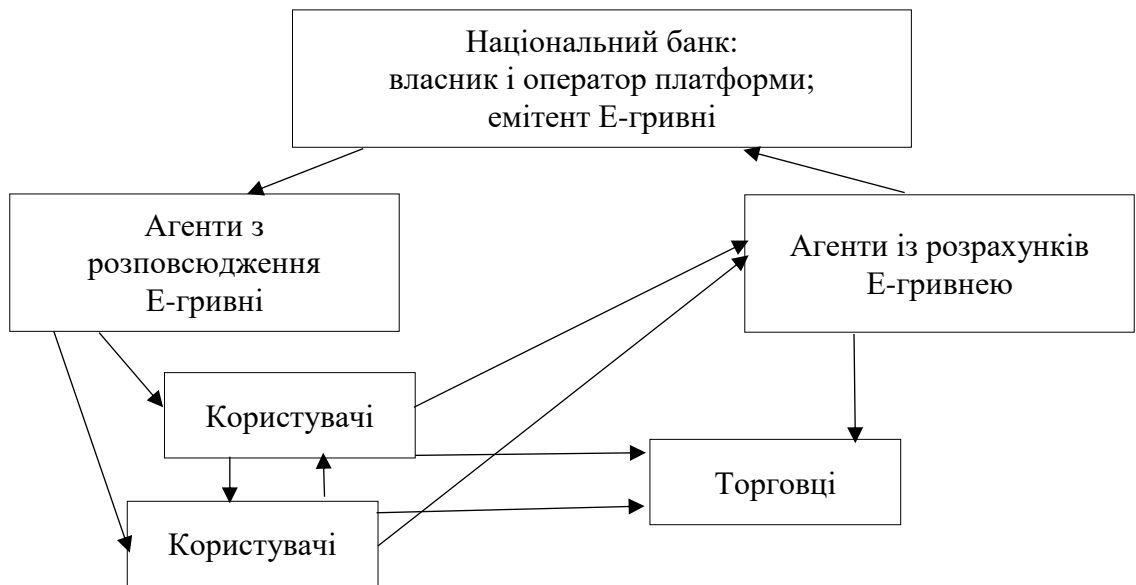 Національний банк:
власник і оператор платформи;
емітент Е-гривні
Агенти з
розповсюдження
Е-гривні
Агенти із розрахунків
Е-гривнею
Користувачі
Торговці
Користувачі